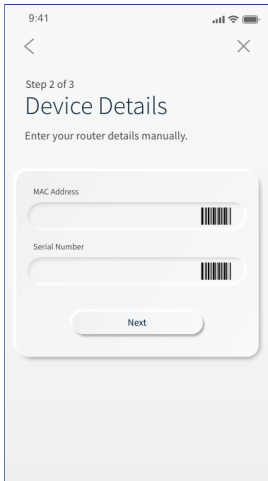 9:41
Step 2 of 3
Device Details
Enter your router details manually.
MAC Address
Serial Number
Next